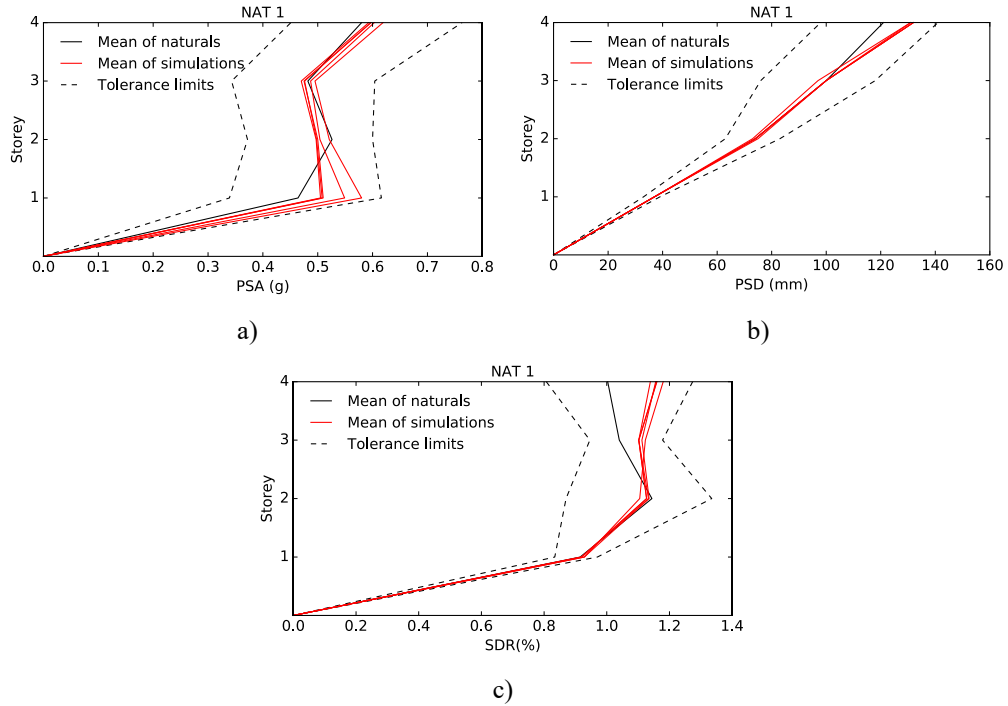 NAT 1
Mean of naturals
Mean of simulations
Tolerance limits
Storey
4
3
2
1
0.0 0.1 0.2 0.3 0.4 0.5 0.6 0.7 0.8
PSA (g)
a)
NAT 1
Mean of naturals
Mean of simulations
Tolerance limits
Storey
4
3
2
1
0 20 40 60 80 100 120 140 160
PSD (mm)
b)
NAT 1
Mean of naturals
Mean of simulations
Tolerance limits
Storey
4
3
2
1
0.0 0.2 0.4 0.6 0.8 1.0 1.2 1.4
SDR(%)
c)